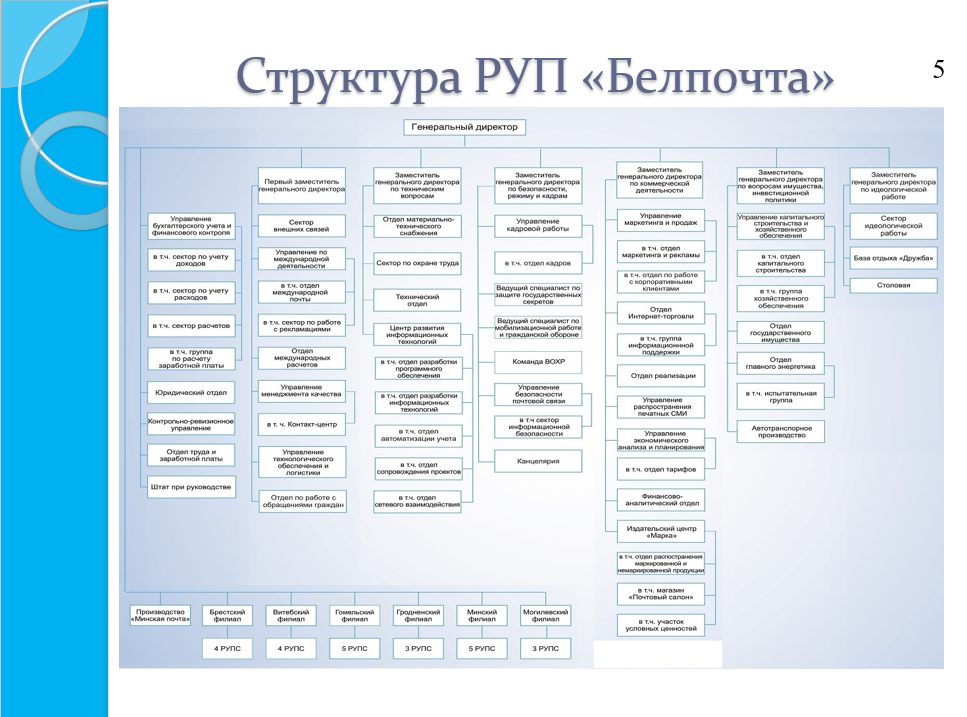 Структура РУП «Белпочта»
5
Генеральный директор
Управление
бухгалтерского учета и
финансового контроля
в т.ч. сектор по учету
доходов
в т.ч. сектор по учету
расходов
в т.ч. сектор расчетов
в т.ч. группа
по расчету
заработной платы
Юридический отдел
Контрольно-ревизионное
управление
Отдел труда и
заработной платы
Штат при руководстве
Первый заместитель
генерального директора
Сектор
внешних связей
Управление по
международной
деятельности
в т.ч. отдел
международной
почты
в т.ч. сектор по работе
с рекламациями
Отдел
международных
расчетов
Управление
менеджмента качества
в т. ч. Контакт-центр
Управление
технологического
обеспечения и
логистики
Отдел по работе с
обращениями граждан
Заместитель
генерального директора
по техническим
вопросам
Отдел материально-
технического
снабжения
Сектор по охране труда
Технический
отдел
Центр развития
информационных
технологий
в т.ч. отдел разработки
программного
обеспечения
в т.ч. отдел разработки
информационных
технологий
в т.ч. отдел
автоматизации учета
в т.ч. отдел
сопровождения проектов
в т.ч. отдел
сетевого взаимодействия
Заместитель
генерального директора
по безопасности,
режиму и кадрам
Управление
кадровой работы
в т.ч. отдел кадров
Ведущий специалист по
защите государственных
секретов
Ведущий специалист по
мобилизационной работе
и гражданской обороне
Команда ВОХР
Управление
безопасности
почтовой связи
в т.ч сектор
информационной
безопасности
Канцелярия
Заместитель
генерального директора
по коммерческой
деятельности
Управление
маркетинга и продаж
в т.ч. отдел
маркетинга и рекламы
в т.ч. отдел по работе
с корпоративными
клиентами
Отдел
Интернет-торговли
в т.ч. группа
информационнной
поддержки
Отдел реализации
Управление
распространения
печатных СМИ
Управление
экономического
анализа и планирования
в т.ч. отдел тарифов
Финансово-
аналитический отдел
Издательский центр
«Марка»
в т.ч. отдел распостранения
маркированной и
немаркированной продукции
в т.ч. магазин
«Почтовый салон»
в т.ч. участок
условных ценностей
Заместитель
генерального директора
по вопросам имущества,
инвестиционной
политики
Управление капитального
строительства и
хозяйственного
обеспечения
в т.ч. отдел
капитального
строительства
в т.ч. группа
хозяйственного
обеспечения
Отдел
государственного
имущества
Отдел
главного энергетика
в т.ч. испытательная
группа
Автотранспорное
производство
Заместитель
генерального директора
по идеологической
работе
Сектор
идеологической
работы
База отдыха «Дружба»
Столовая
Производство
«Минская почта»
Брестский
филиал
Витебский
филиал
Гомельский
филиал
Гродненский
филиал
Минский
филиал
Могилевский
филиал
4 РУПС
4 РУПС
5 РУПС
3 РУПС
5 РУПС
3 РУПС